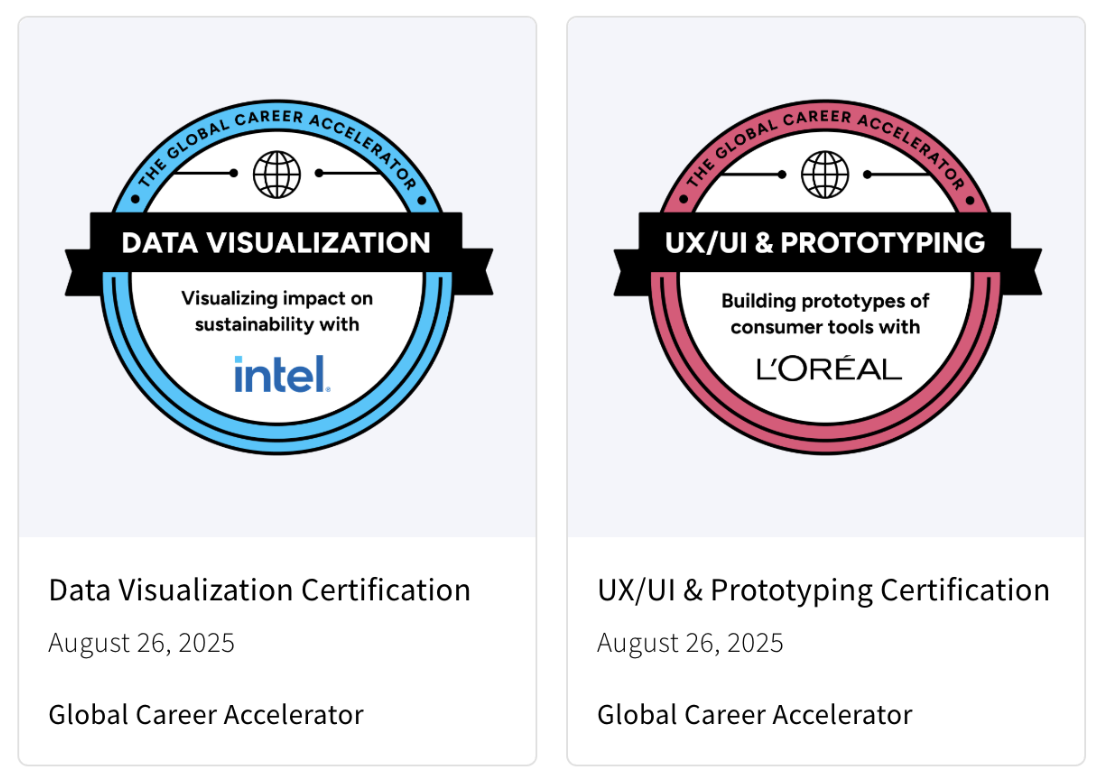 THE GLOBAL CAREER ACCELERATOR
DATA VISUALIZATION
Visualizing impact on
sustainability with
intel.
Data Visualization Certification
August 26, 2025
Global Career Accelerator
THE GLOBAL CAREER ACCELERATOR
UX/UI & PROTOTYPING
Building prototypes of
consumer tools with
L'ORÉAL
UX/UI & Prototyping Certification
August 26, 2025
Global Career Accelerator